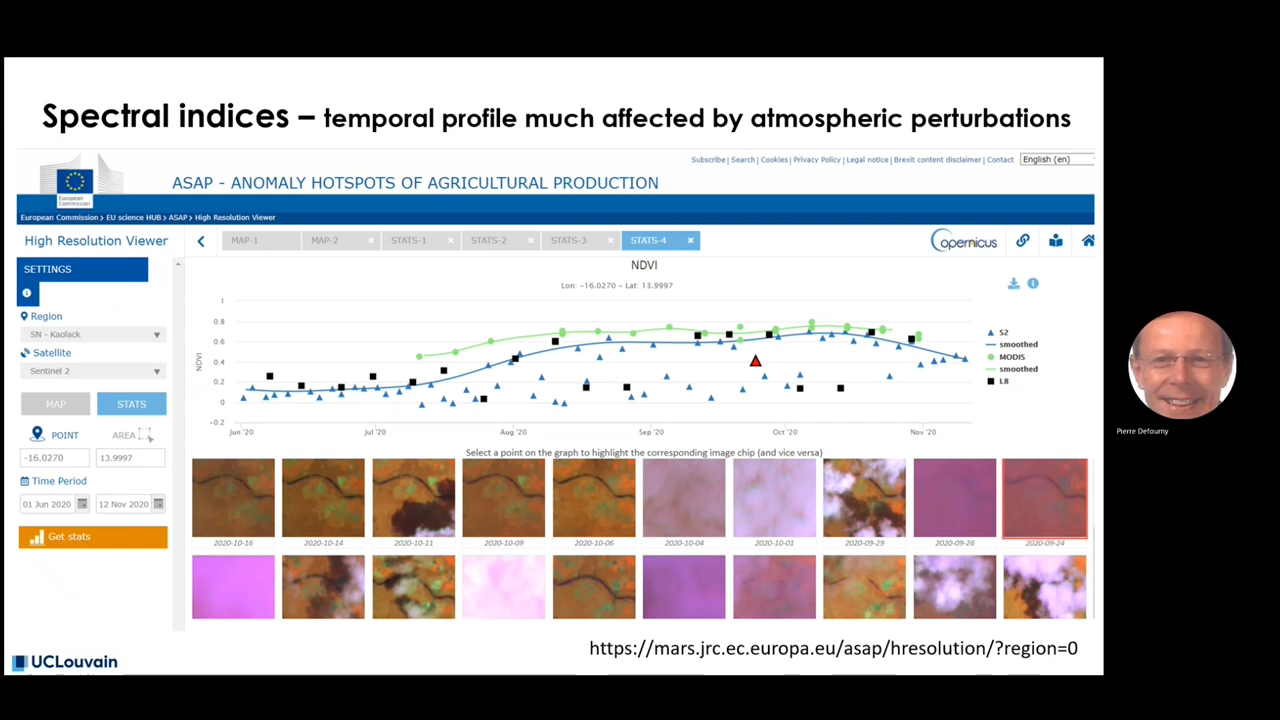 Spectral indices – temporal profile much affected by atmospheric perturbations
Subscribe | Search | Cookies | Privacy Policy | Legal notice | Brexit content disclaimer | Contact
English (en)
European
Commission
ASAP - ANOMALY HOTSPOTS OF AGRICULTURAL PRODUCTION
European Commission > EU science HUB > ASAP > High Resolution Viewer
High Resolution Viewer
MAP-1
MAP-2
STATS-1
STATS-2
STATS-3
STATS-4
opernicus
SETTINGS
Region
SN - Kaolack
Satellite
Sentinel 2
MAP
STATS
POINT
AREA
-16.0270
13.9997
Time Period
01 Jun 2020
12 Nov 2020
Get stats
NDVI
Lon: -16.0270 - Lat: 13.9997
NDVI
1
0.8
0.6
0.4
0.2
0
-0.2
Jun '20
Jul '20
Aug '20
Sep '20
Oct '20
Nov '20
S2
smoothed
MODIS
smoothed
L8
Select a point on the graph to highlight the corresponding image chip (and vice versa)
2020-10-16
2020-10-14
2020-10-11
2020-10-09
2020-10-06
2020-10-04
2020-10-01
2020-09-29
2020-09-26
2020-09-24
https://mars.jrc.ec.europa.eu/asap/hresolution/?region=0
UCLouvain
Pierre Defourny